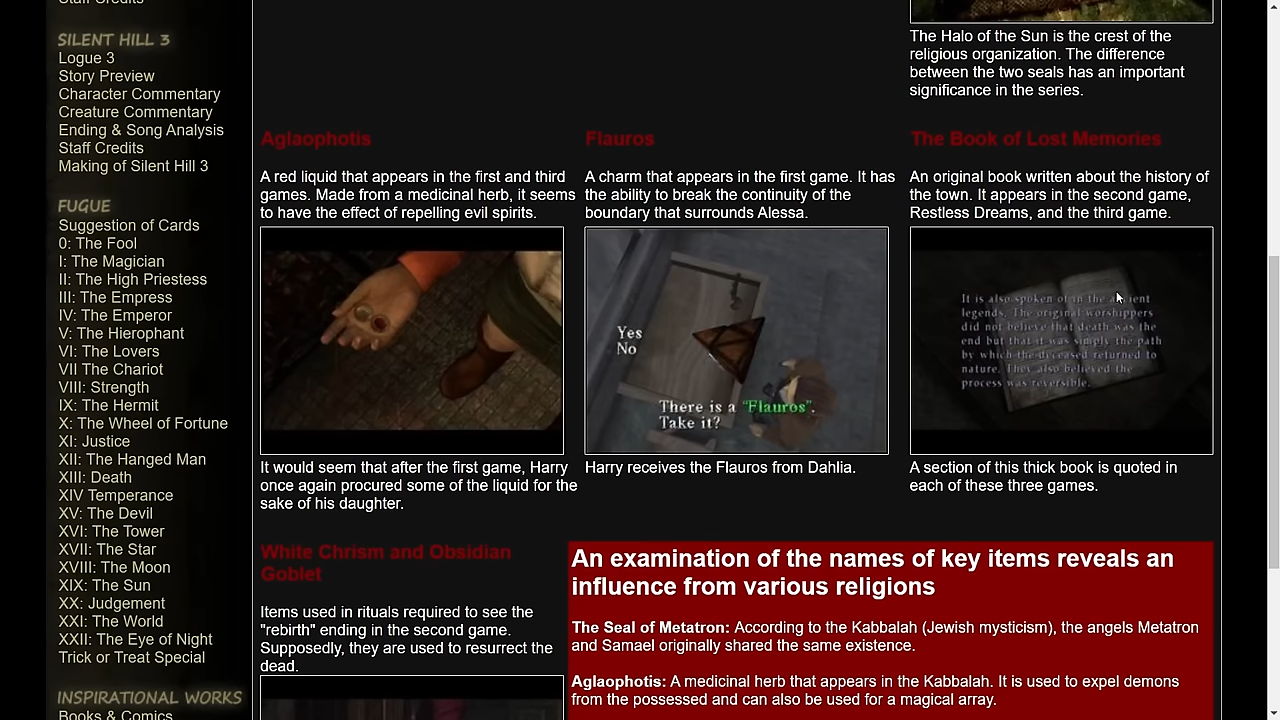 Staff Credits
SILENT HILL 3
Logue 3
Story Preview
Character Commentary
Creature Commentary
Ending & Song Analysis
Staff Credits
Making of Silent Hill 3
FUGUE
Suggestion of Cards
0: The Fool
I: The Magician
II: The High Priestess
III: The Empress
IV: The Emperor
V: The Hierophant
VI: The Lovers
VII The Chariot
VIII: Strength
IX: The Hermit
X: The Wheel of Fortune
XI: Justice
XII: The Hanged Man
XIII: Death
XIV Temperance
XV: The Devil
XVI: The Tower
XVII: The Star
XVIII: The Moon
XIX: The Sun
XX: Judgement
XXI: The World
XXII: The Eye of Night
Trick or Treat Special
INSPIRATIONAL WORKS
Books & Comics
The Halo of the Sun is the crest of the
religious organization. The difference
between the two seals has an important
significance in the series.
Aglaophotis
A red liquid that appears in the first and third
games. Made from a medicinal herb, it seems
to have the effect of repelling evil spirits.
It would seem that after the first game, Harry
once again procured some of the liquid for the
sake of his daughter.
Flauros
A charm that appears in the first game. It has
the ability to break the continuity of the
boundary that surrounds Alessa.
Yes
No
There is a "Flauros".
Take it?
Harry receives the Flauros from Dahlia.
The Book of Lost Memories
An original book written about the history of
the town. It appears in the second game,
Restless Dreams, and the third game.
It is also spoken of in the ancient
legends. The original worshippers
did not believe that death was the
end but that it was simply the path
by which the deceased returned to
nature. They also believed the
process was reversible.
A section of this thick book is quoted in
each of these three games.
White Chrism and Obsidian
Goblet
Items used in rituals required to see the
"rebirth" ending in the second game.
Supposedly, they are used to resurrect the
dead.
An examination of the names of key items reveals an
influence from various religions
The Seal of Metatron: According to the Kabbalah (Jewish mysticism), the angels Metatron
and Samael originally shared the same existence.
Aglaophotis: A medicinal herb that appears in the Kabbalah. It is used to expel demons
from the possessed and can also be used for a magical array.